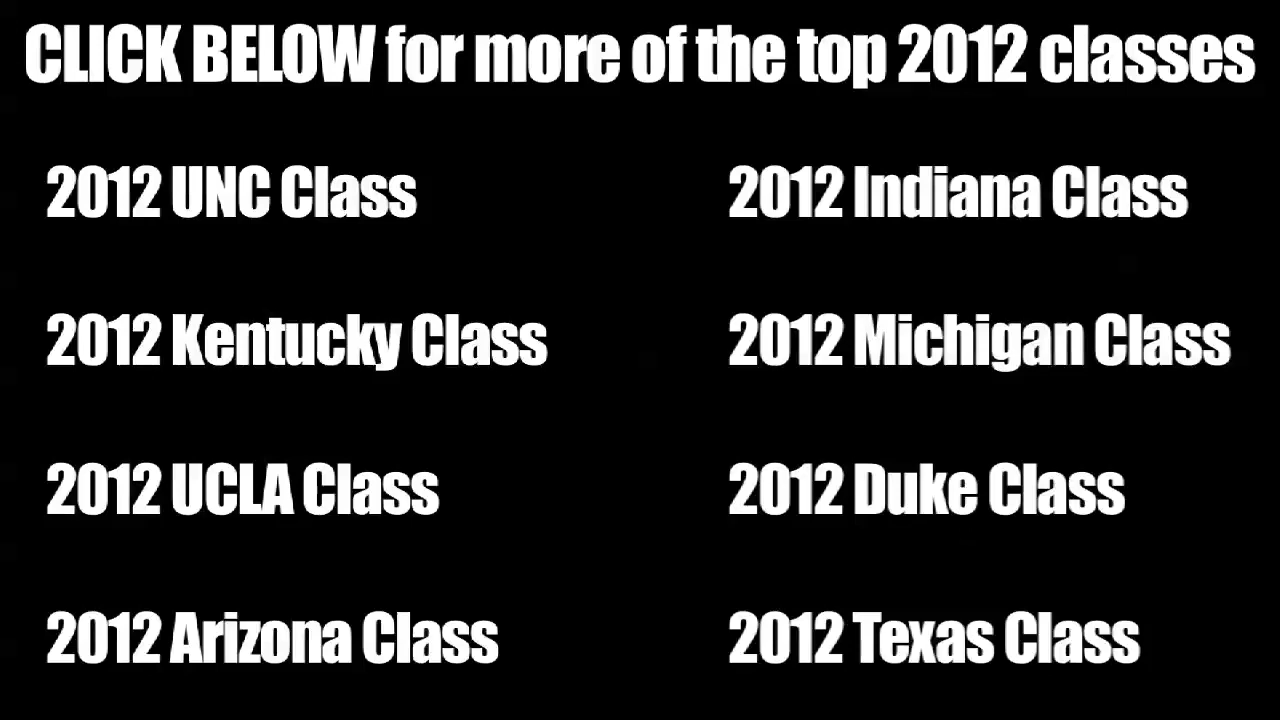 CLICK BELOW for more of the top 2012 classes
2012 UNC Class
2012 Indiana Class
2012 Kentucky Class
2012 Michigan Class
2012 UCLA Class
2012 Duke Class
2012 Arizona Class
2012 Texas Class